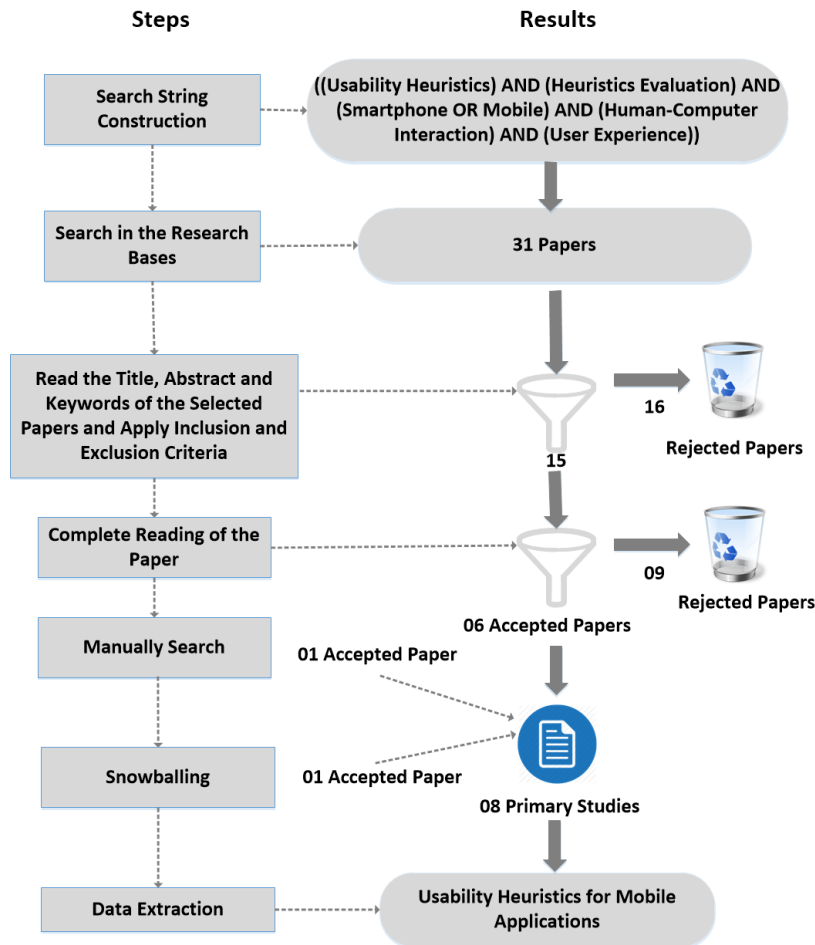 Steps
Results
Search String
Construction
((Usability Heuristics) AND (Heuristics Evaluation) AND
(Smartphone OR Mobile) AND (Human-Computer
Interaction) AND (User Experience))
Search in the Research
Bases
31 Papers
Read the Title, Abstract and
Keywords of the Selected
Papers and Apply Inclusion and
Exclusion Criteria
15
16
Rejected Papers
Complete Reading of the
Paper
09
Rejected Papers
06 Accepted Papers
Manually Search
01 Accepted Paper
Snowballing
01 Accepted Paper
08 Primary Studies
Data Extraction
Usability Heuristics for Mobile
Applications